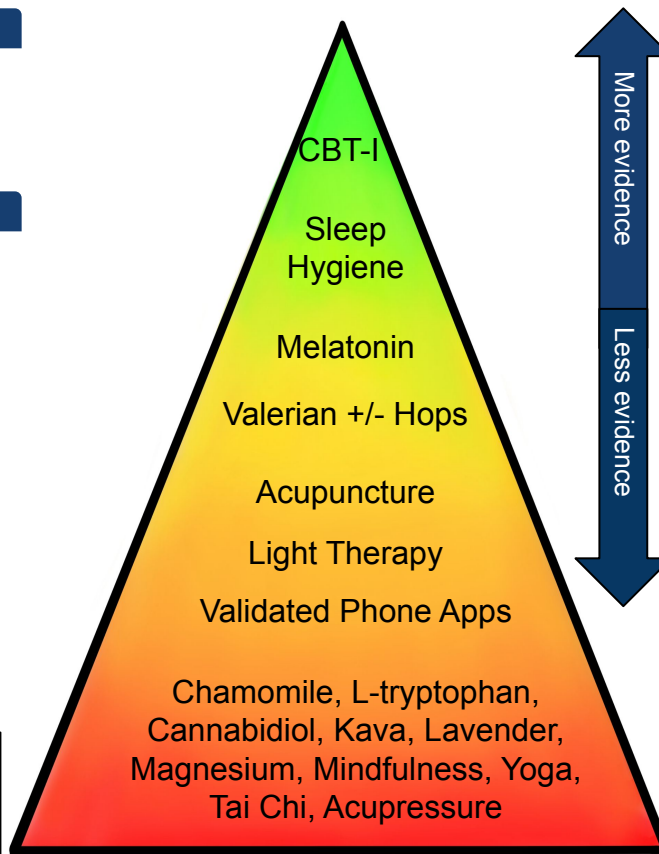 CBT-I
Sleep
Hygiene
Melatonin
Valerian +/- Hops
Acupuncture
Light Therapy
Validated Phone Apps
Chamomile, L-tryptophan,
Cannabidiol, Kava, Lavender,
Magnesium, Mindfulness, Yoga,
Tai Chi, Acupressure
More evidence
Less evidence